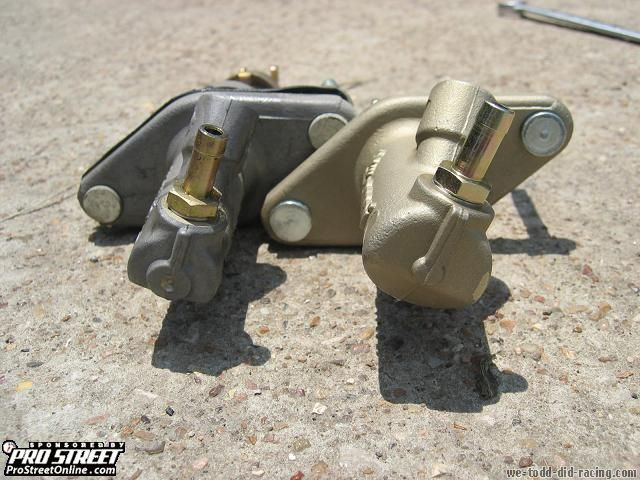 SPONSORED BY
PRO STREET
ProStreetOnline.com
we-todd-did-racing.com